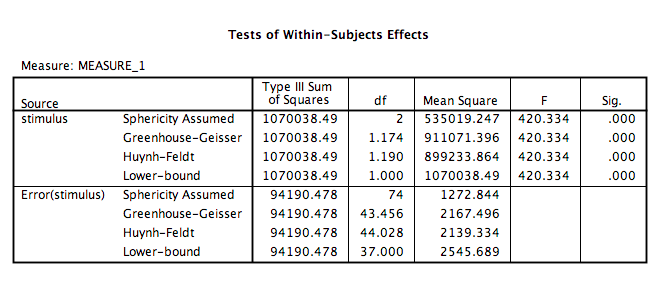 Tests of Within-Subjects Effects
Measure: MEASURE_1
Source Type III Sum of Squares df Mean Square F Sig.
stimulus Sphericity Assumed 1070038.49 2 535019.247 420.334 .000
Greenhouse-Geisser 1070038.49 1.174 911071.396 420.334 .000
Huynh-Feldt 1070038.49 1.190 899233.864 420.334 .000
Lower-bound 1070038.49 1.000 1070038.49 420.334 .000
Error(stimulus) Sphericity Assumed 94190.478 74 1272.844
Greenhouse-Geisser 94190.478 43.456 2167.496
Huynh-Feldt 94190.478 44.028 2139.334
Lower-bound 94190.478 37.000 2545.689